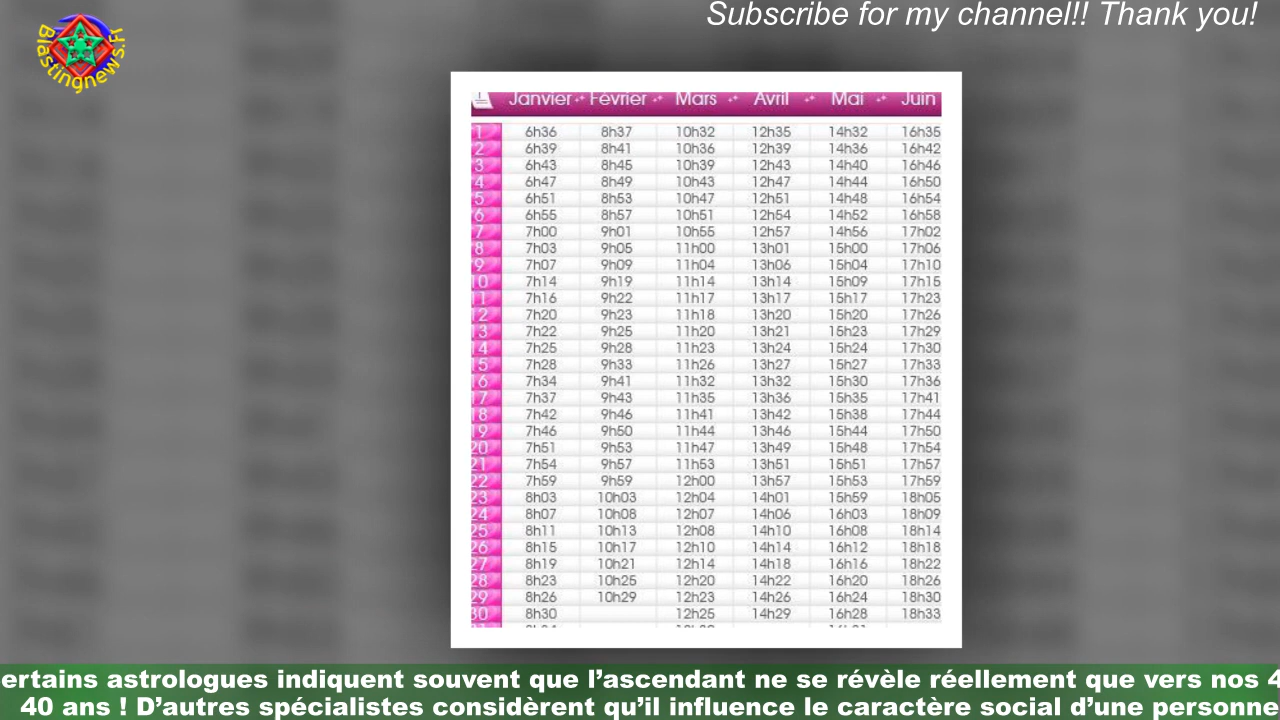 Subscribe for my channel!! Thank you!
Blastingnews.Fr
Janvier Février Mars Avril Mai Juin
1 6h36 8h37 10h32 12h35 14h32 16h35
2 6h39 8h41 10h36 12h39 14h36 16h42
3 6h43 8h45 10h39 12h43 14h40 16h46
4 6h47 8h49 10h43 12h47 14h44 16h50
5 6h51 8h53 10h47 12h51 14h48 16h54
6 6h55 8h57 10h51 12h54 14h52 16h58
7 7h00 9h01 10h55 12h57 14h56 17h02
8 7h03 9h05 11h00 13h01 15h00 17h06
9 7h07 9h09 11h04 13h06 15h04 17h10
10 7h14 9h19 11h14 13h14 15h09 17h15
11 7h16 9h22 11h17 13h17 15h17 17h23
12 7h20 9h23 11h18 13h20 15h20 17h26
13 7h22 9h25 11h20 13h21 15h23 17h29
14 7h25 9h28 11h23 13h24 15h24 17h30
15 7h28 9h33 11h26 13h27 15h27 17h33
16 7h34 9h41 11h32 13h32 15h30 17h36
17 7h37 9h43 11h35 13h36 15h35 17h41
18 7h42 9h46 11h41 13h42 15h38 17h44
19 7h46 9h50 11h44 13h46 15h44 17h50
20 7h51 9h53 11h47 13h49 15h48 17h54
21 7h54 9h57 11h53 13h51 15h51 17h57
22 7h59 9h59 12h00 13h57 15h53 17h59
23 8h03 10h03 12h04 14h01 15h59 18h05
24 8h07 10h08 12h07 14h06 16h03 18h09
25 8h11 10h13 12h08 14h10 16h08 18h14
26 8h15 10h17 12h10 14h14 16h12 18h18
27 8h19 10h21 12h14 14h18 16h16 18h22
28 8h23 10h25 12h20 14h22 16h20 18h26
29 8h26 10h29 12h23 14h26 16h24 18h30
30 8h30 12h25 14h29 16h28 18h33
ertains astrologues indiquent souvent que l’ascendant ne se révèle réellement que vers nos 4
40 ans ! D’autres spécialistes considèrent qu’il influence le caractère social d’une personne